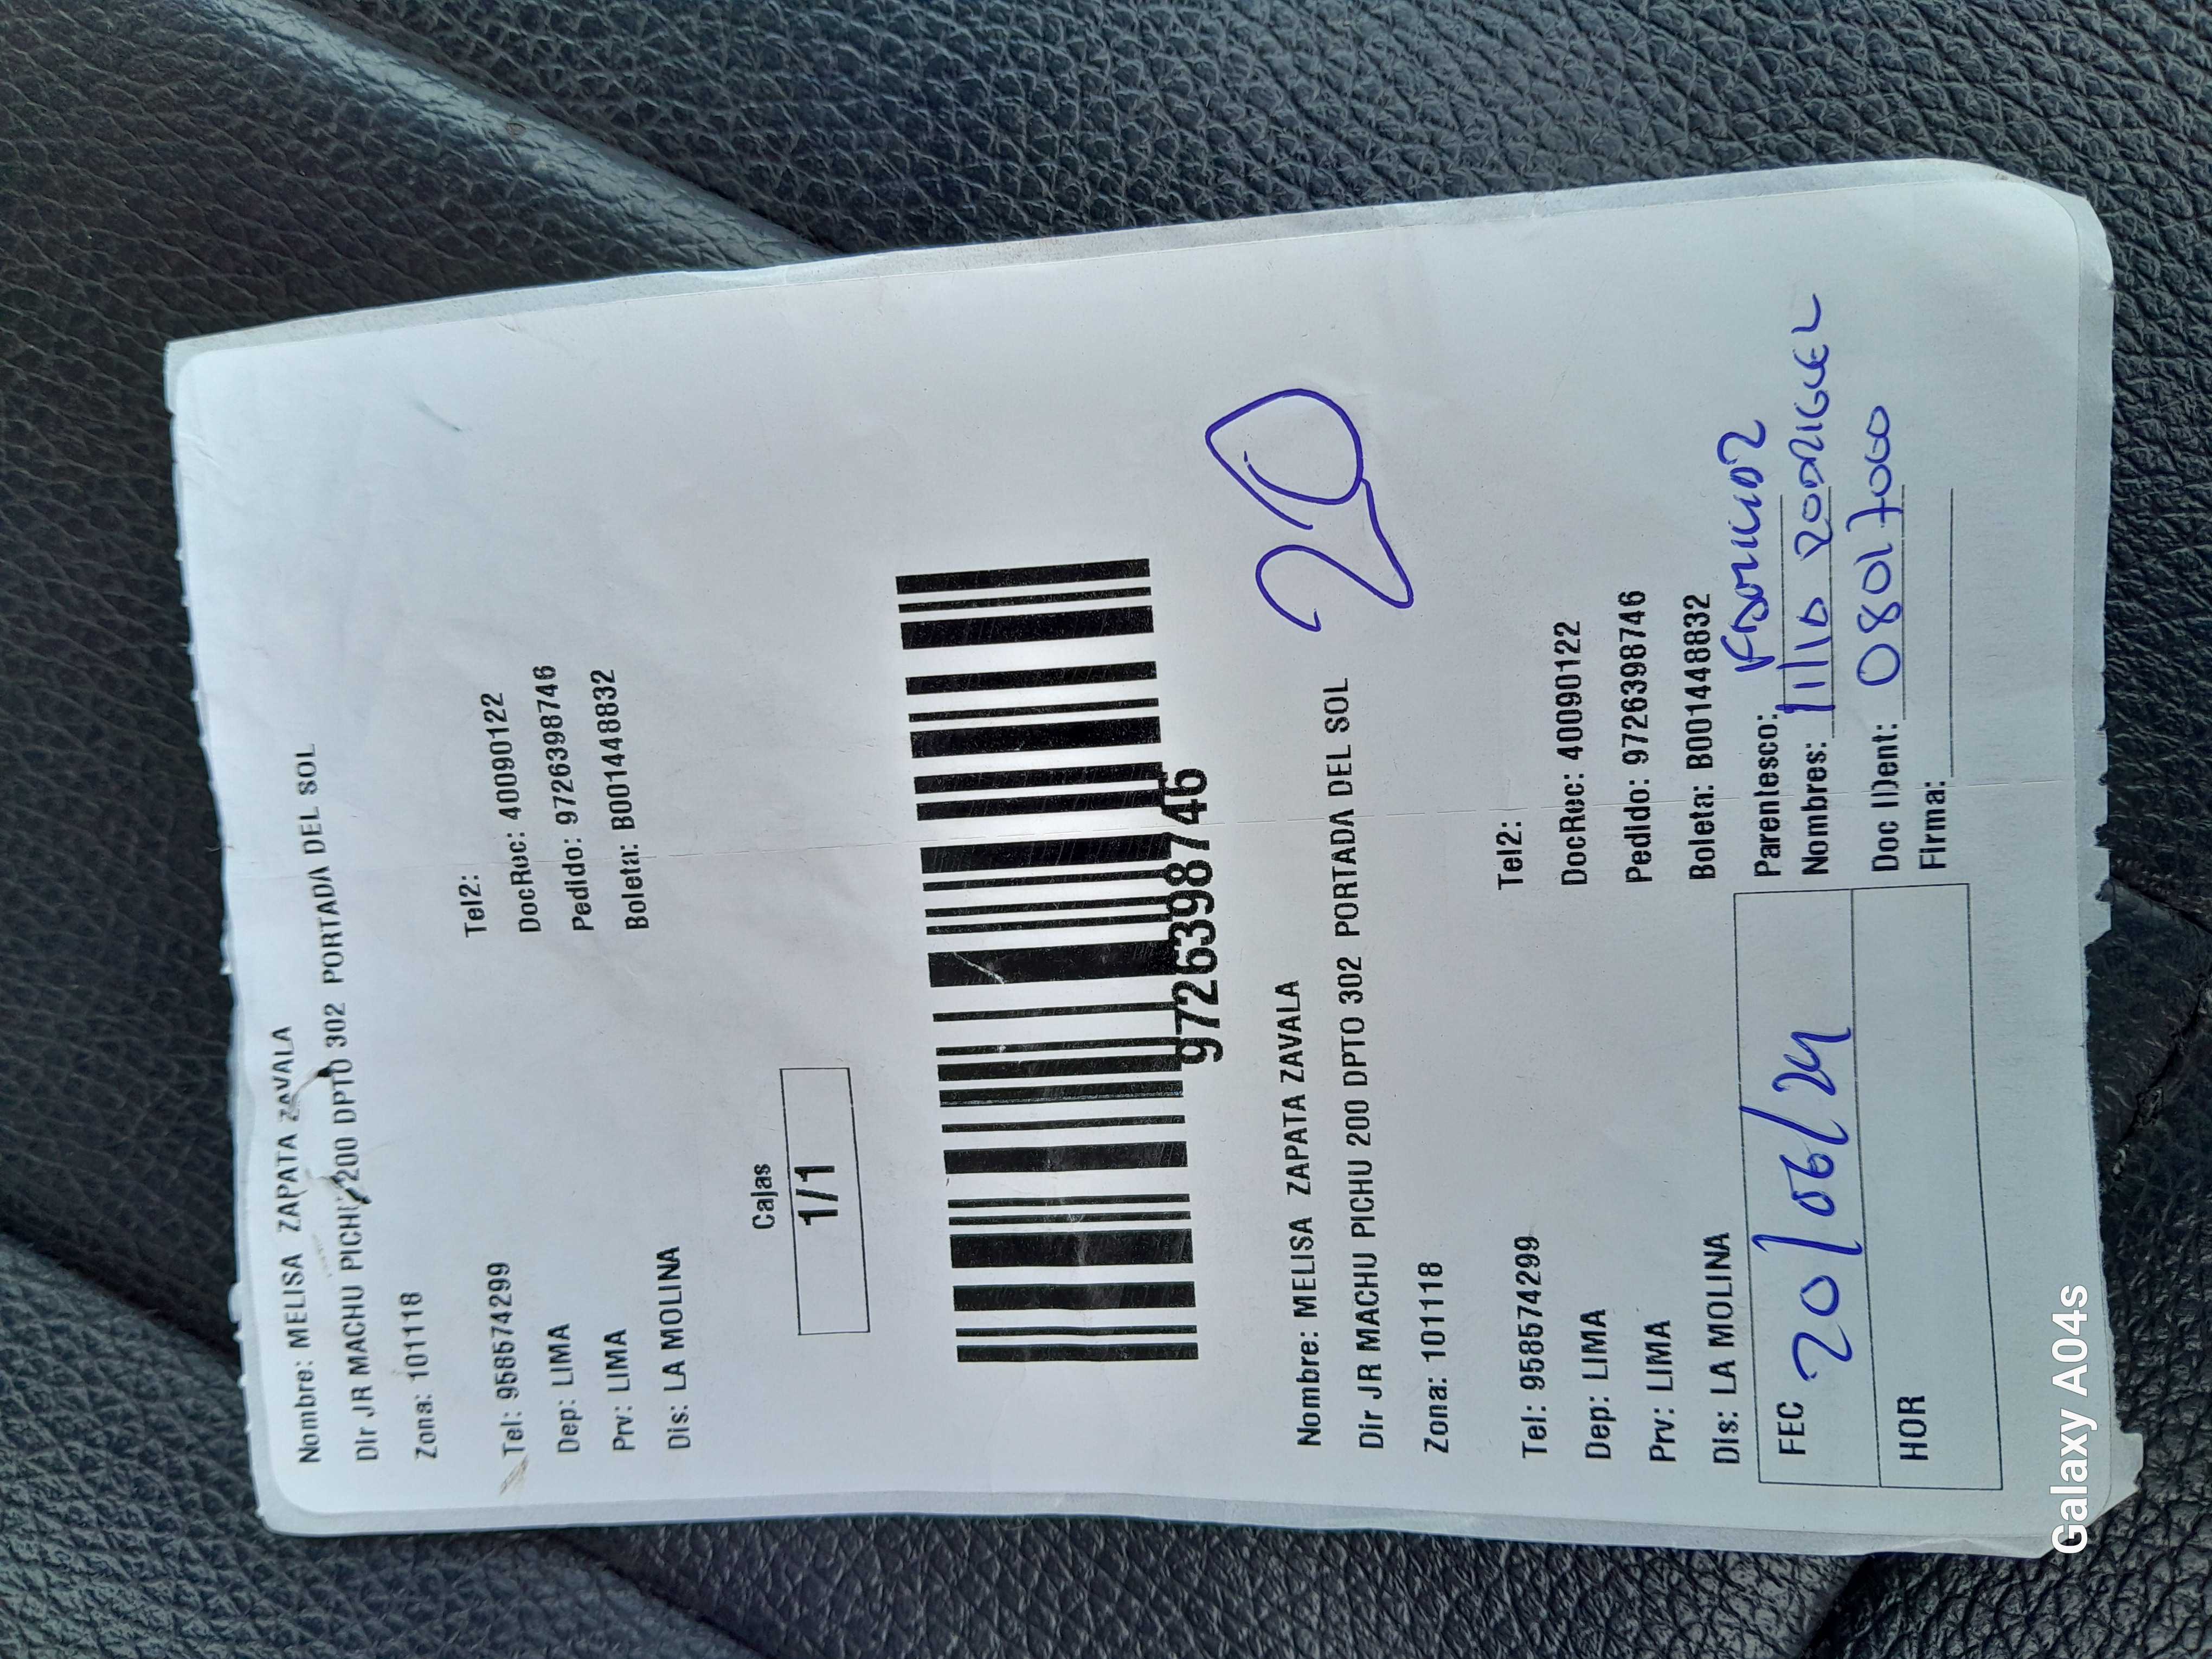 Nombre: MELISA ZAPATA ZAVALA
Dir JR MACHU PICHU 200 DPTO 302 PORTADA DEL SOL
Zona: 101118
Tel: 958574299 Tel2:
Dep: LIMA DocRec: 40090122
Prv: LIMA Pedido: 972639874​6
Dis: LA MOLINA Boleta: B001448832
Cajas
1/1
9726398746
20
Nombre: MELISA ZAPATA ZAVALA
Dir JR MACHU PICHU 200 DPTO 302 PORTADA DEL SOL
Zona: 101118
Tel: 958574299 Tel2:
Dep: LIMA DocRec: 40090122
Prv: LIMA Pedido: 9726398746
Dis: LA MOLINA Boleta: B001448832
FEC 20/06/24
HOR
Parentesco:
Nombres:
Doc IDent: 08017000
Firma:
Galaxy A04s